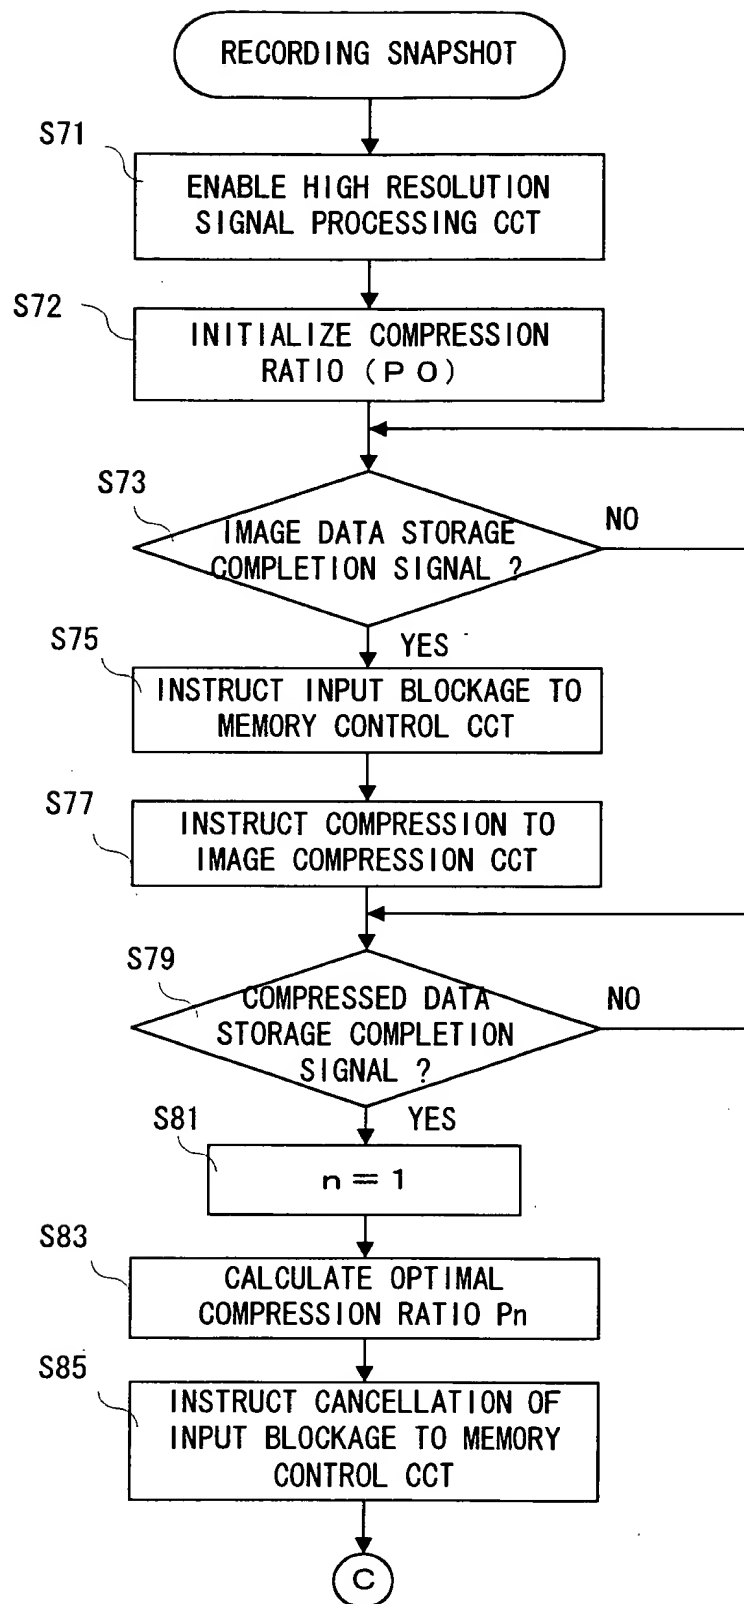 RECORDING SNAPSHOT
S71
ENABLE HIGH RESOLUTION
SIGNAL PROCESSING CCT
S72
INITIALIZE COMPRESSION
RATIO (P0)
S73
IMAGE DATA STORAGE
COMPLETION SIGNAL ?
NO
YES
S75
INSTRUCT INPUT BLOCKAGE TO
MEMORY CONTROL CCT
S77
INSTRUCT COMPRESSION TO
IMAGE COMPRESSION CCT
S79
COMPRESSED DATA
STORAGE COMPLETION
SIGNAL ?
NO
YES
S81
n = 1
S83
CALCULATE OPTIMAL
COMPRESSION RATIO Pn
S85
INSTRUCT CANCELLATION OF
INPUT BLOCKAGE TO MEMORY
CONTROL CCT
C